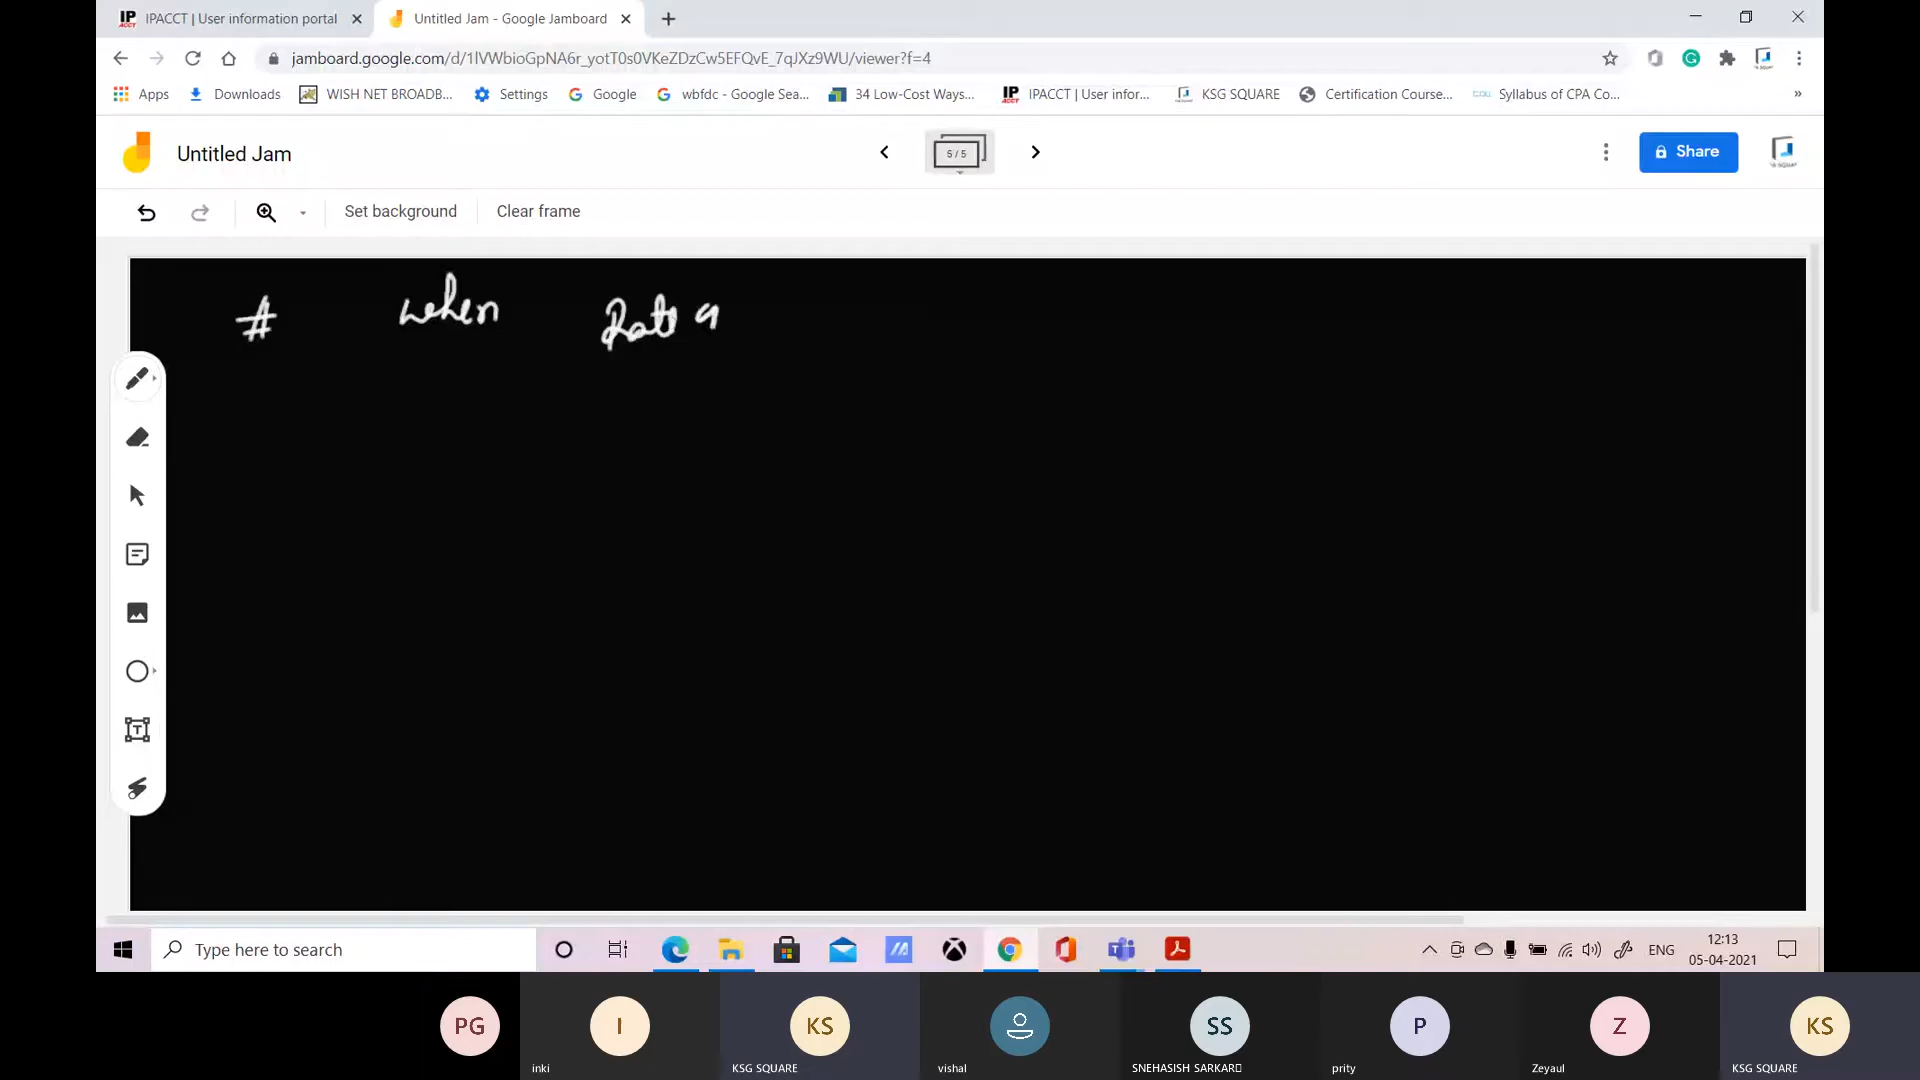 IPACCT | User information portal
Untitled Jam - Google Jamboard
jamboard.google.com/d/1lVWbioGpNA6r_yotT0s0VKeZDzCw5EFQvE_7qJXz9WU/viewer?f=4
Apps Downloads WISH NET BROADB... Settings Google wbfdc - Google Sea... 34 Low-Cost Ways... IPACCT | User infor... KSG SQUARE Certification Course... Syllabus of CPA Co... »
Untitled Jam 5 / 5 Share
Set background Clear frame
# when Rate
Type here to search
ENG 12:13
05-04-2021
PG I KS SS P Z KS
inki KSG SQUARE vishal SNEHASISH SARKAR prity Zeyaul KSG SQUARE